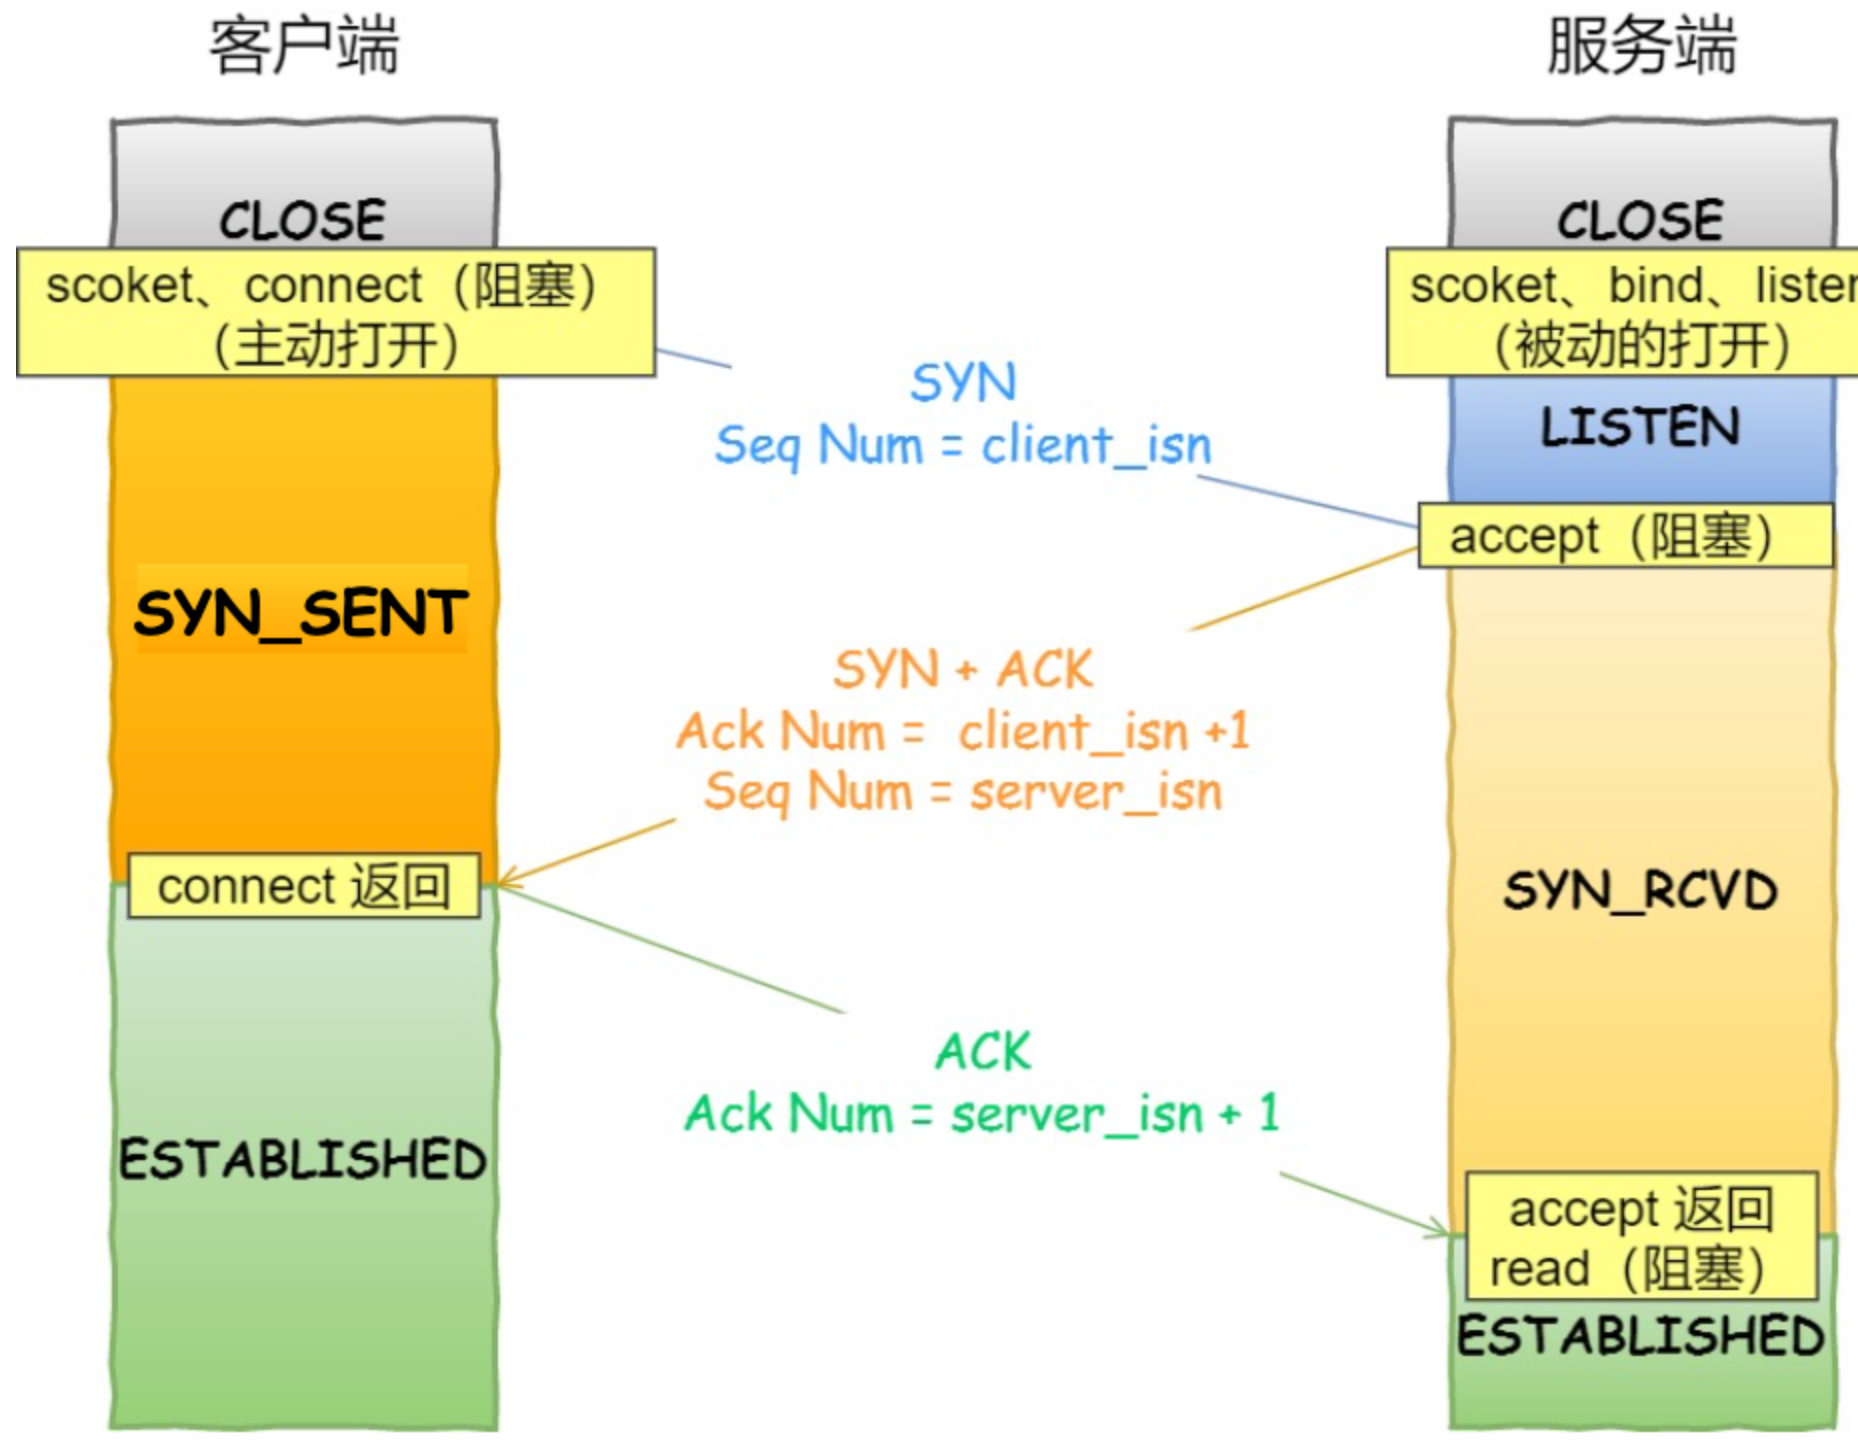 客户端
服务端
CLOSE
CLOSE
scoket、connect（阻塞）
（主动打开）
scoket、bind、listen
（被动的打开）
SYN
Seq Num = client_isn
LISTEN
accept（阻塞）
SYN_SENT
SYN + ACK
Ack Num = client_isn +1
Seq Num = server_isn
connect 返回
SYN_RCVD
ACK
Ack Num = server_isn + 1
ESTABLISHED
accept 返回
read（阻塞）
ESTABLISHED